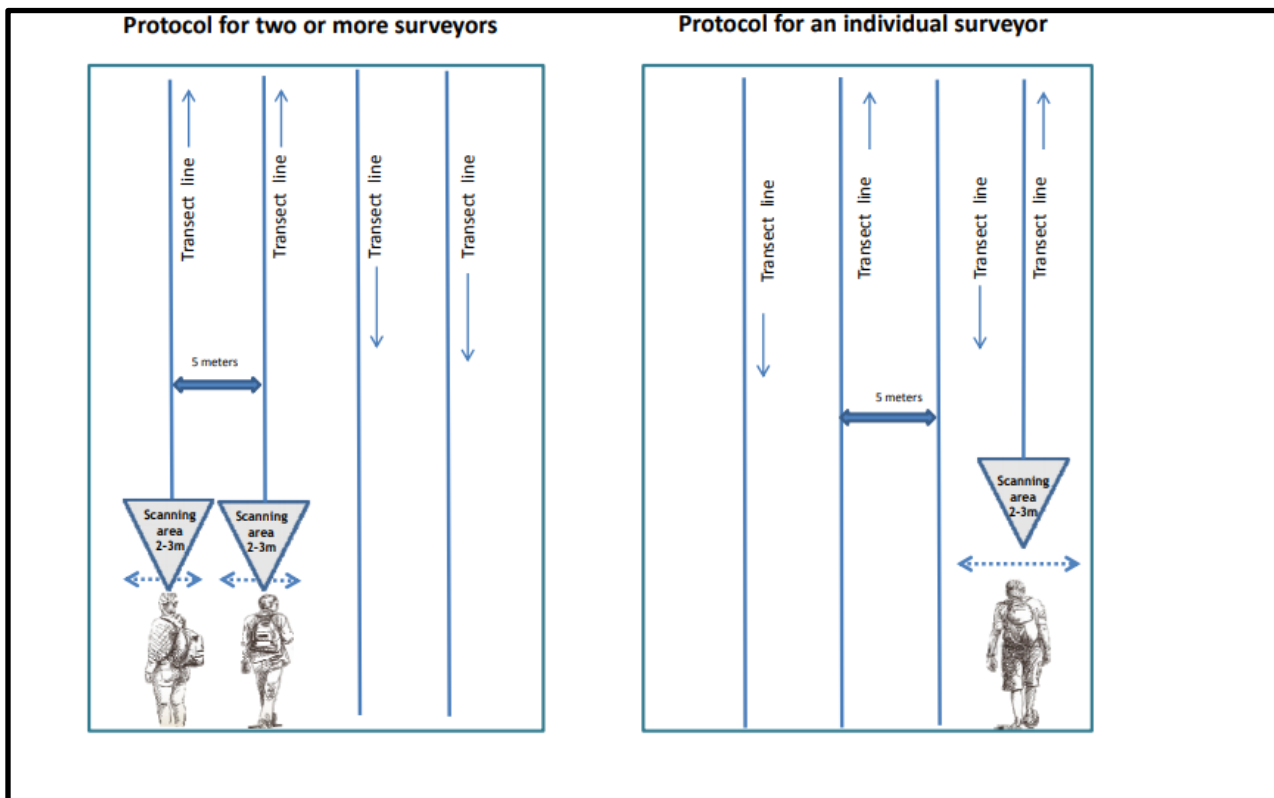 Protocol for two or more surveyors
Transect line
Transect line
Transect line
Transect line
5 meters
Scanning
area
2-3m
Scanning
area
2-3m
Protocol for an individual surveyor
Transect line
Transect line
Transect line
Transect line
5 meters
Scanning
area
2-3m